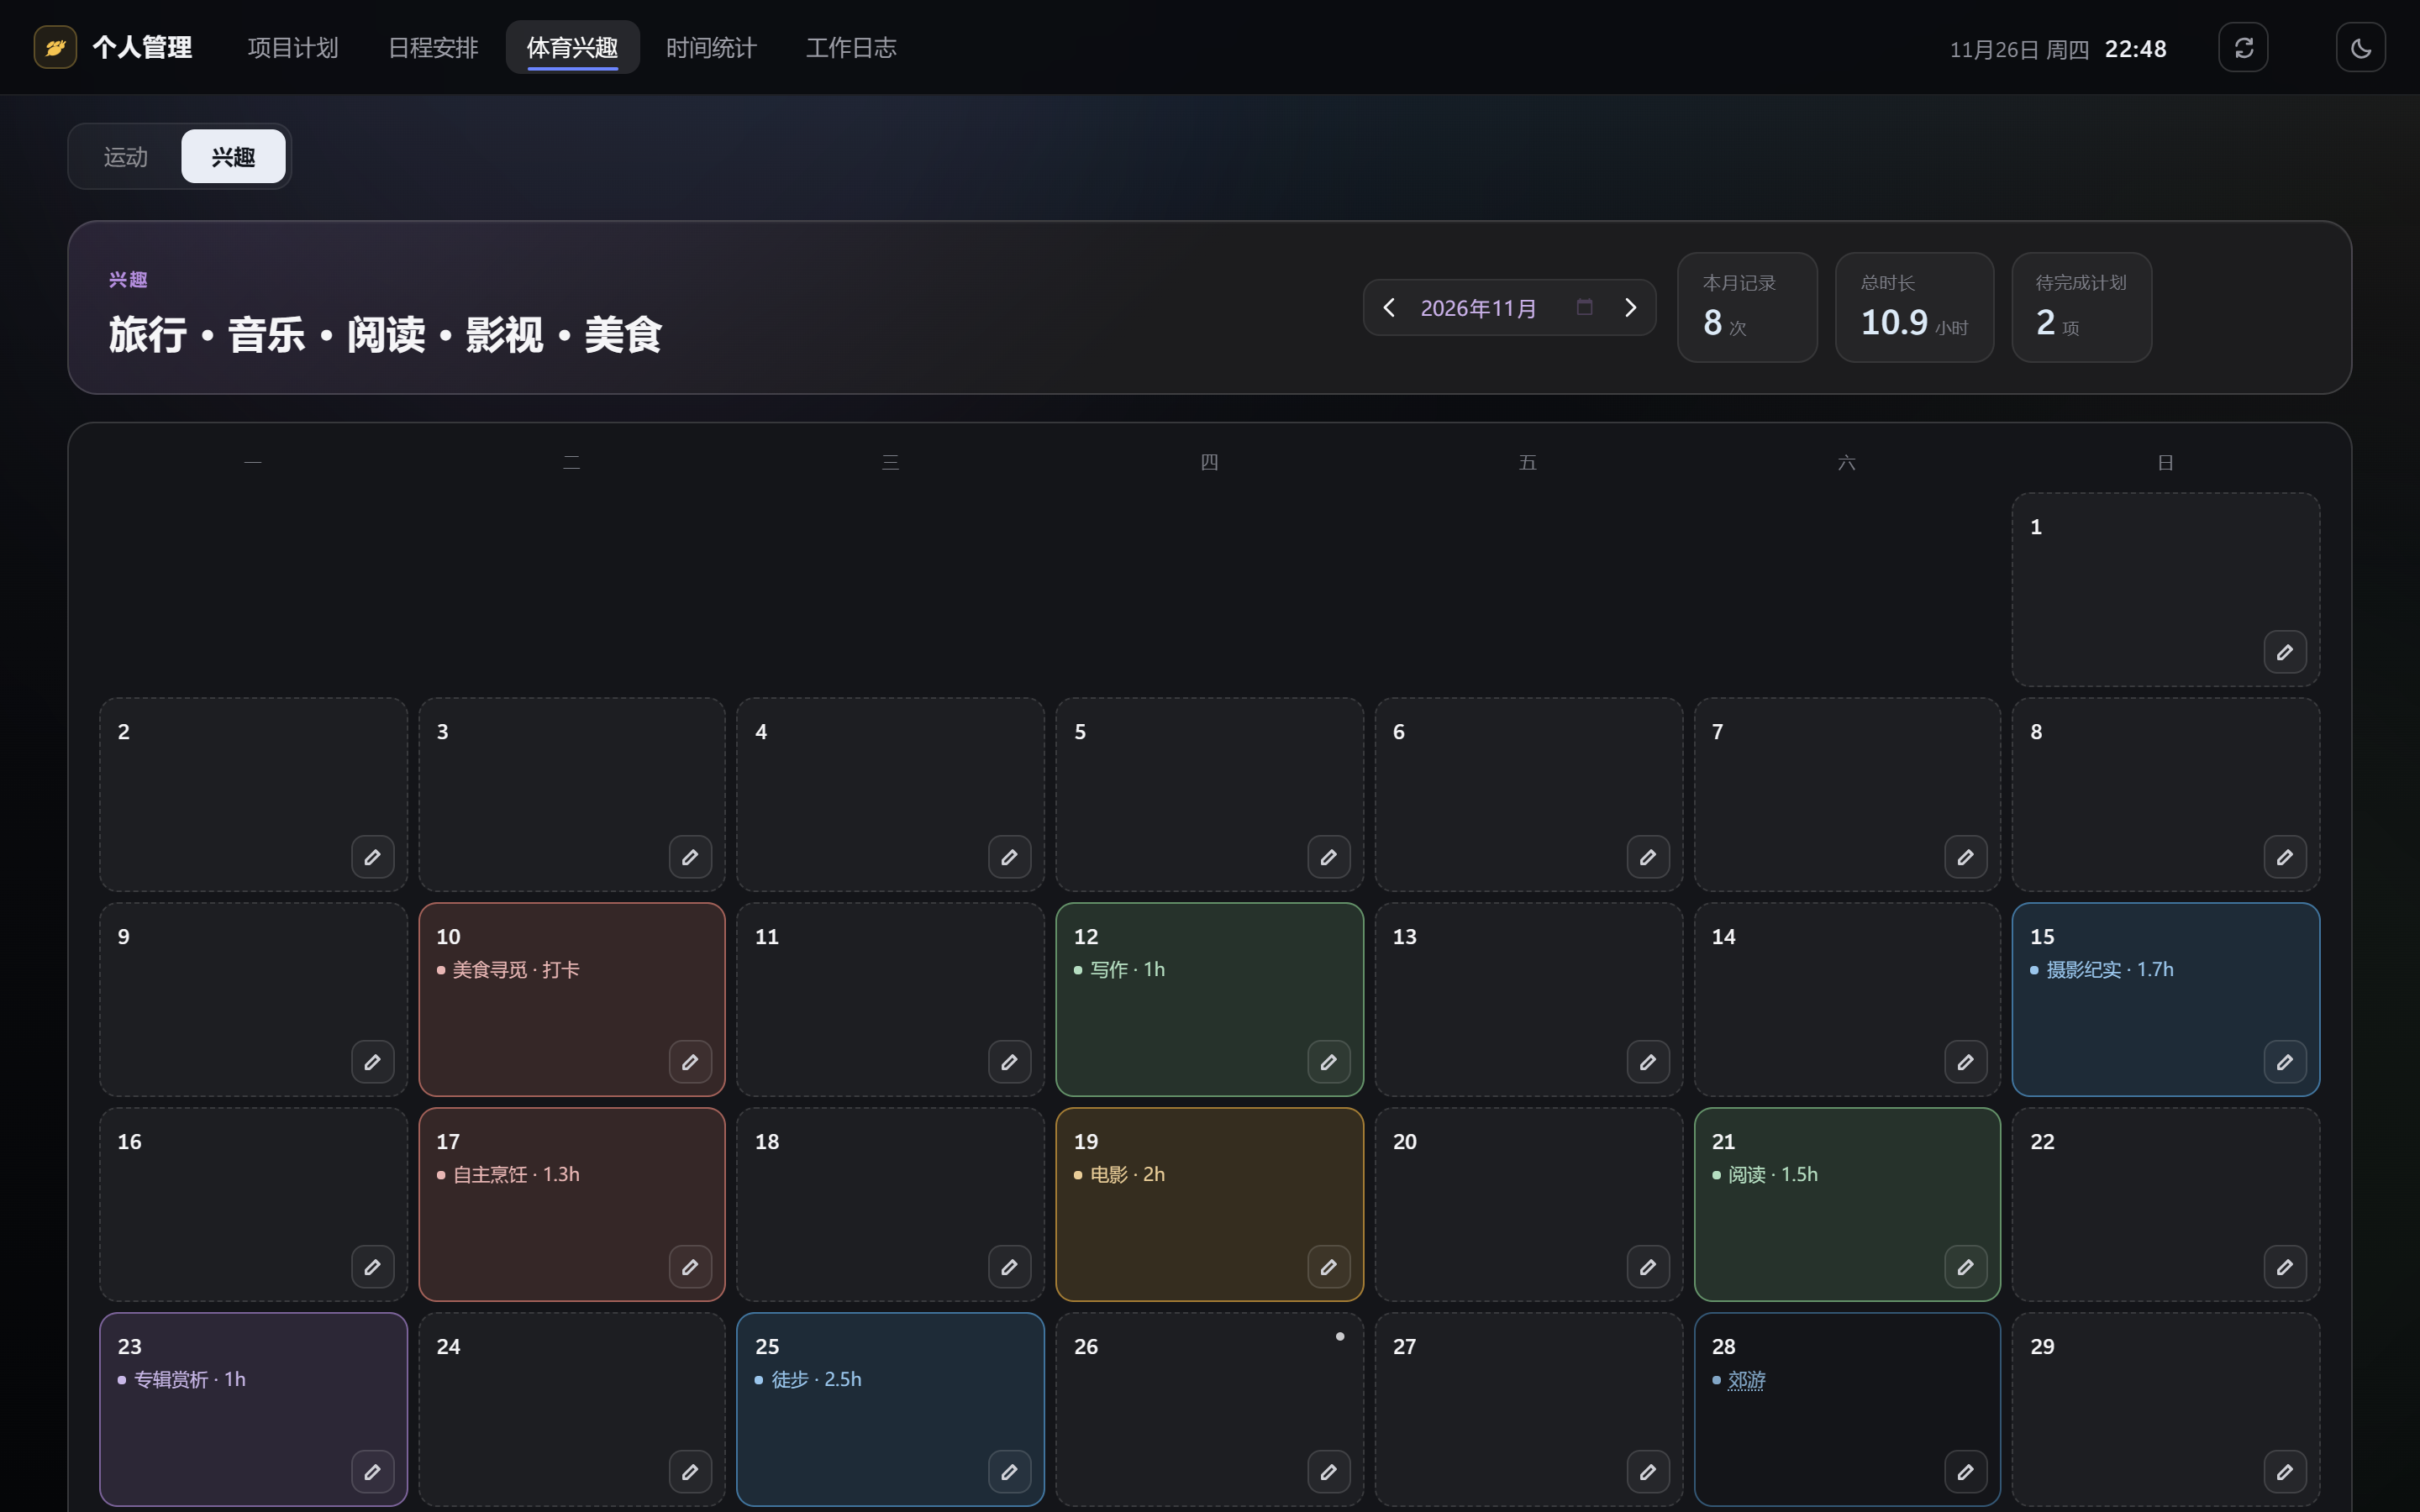 个人管理 项目计划 日程安排 体育兴趣 时间统计 工作日志 11月26日 周四 22:48
运动 兴趣
兴趣
旅行 • 音乐 • 阅读 • 影视 • 美食
2026年11月
本月记录
8 次
总时长
10.9 小时
待完成计划
2 项
一 二 三 四 五 六 日
1
2 3 4 5 6 7 8
9
10
美食寻觅 · 打卡
11
12
写作 · 1h
13
14
15
摄影纪实 · 1.7h
16
17
自主烹饪 · 1.3h
18
19
电影 · 2h
20
21
阅读 · 1.5h
22
23
专辑赏析 · 1h
24
25
徒步 · 2.5h
26
27
28
郊游
29